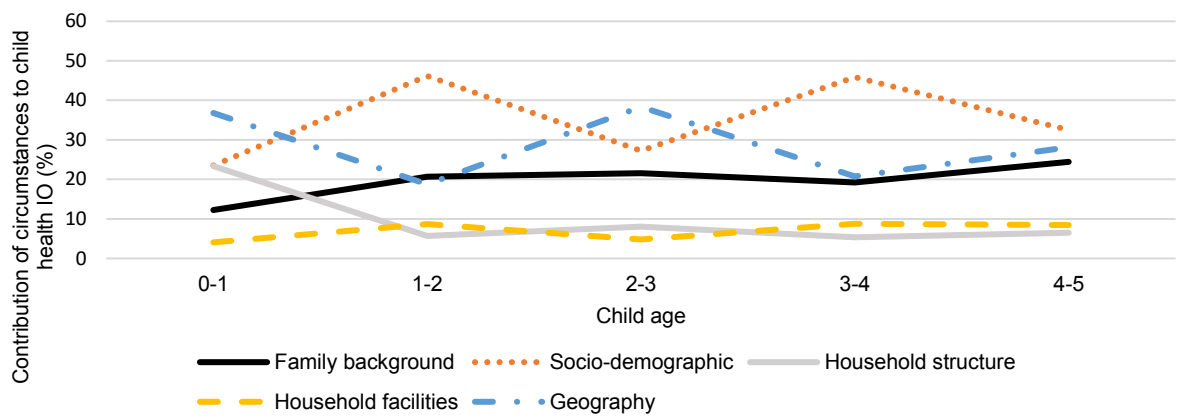 Contribution of circumstances to child
health IO (%)
60
50
40
30
20
10
0
0-1 1-2 2-3 3-4 4-5
Child age
Family background Socio-demographic Household structure
Household facilities Geography